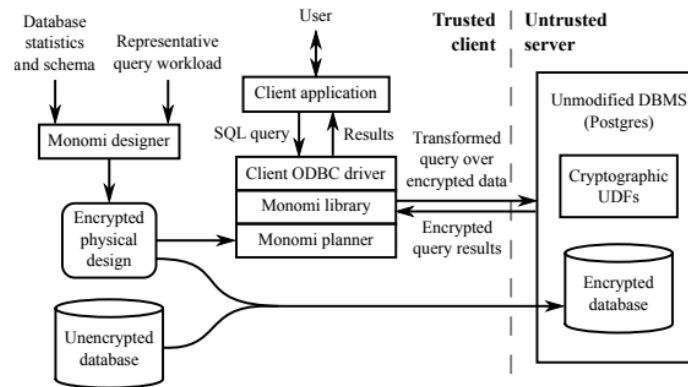 Database
statistics
and schema
Representative
query workload
User
Trusted
client
Untrusted
server
Monomi designer
Client application
Unmodified DBMS
(Postgres)
SQL query
Results
Transformed
query over
encrypted data
Client ODBC driver
Monomi library
Monomi planner
Cryptographic
UDFs
Encrypted
physical
design
Encrypted
query results
Encrypted
database
Unencrypted
database